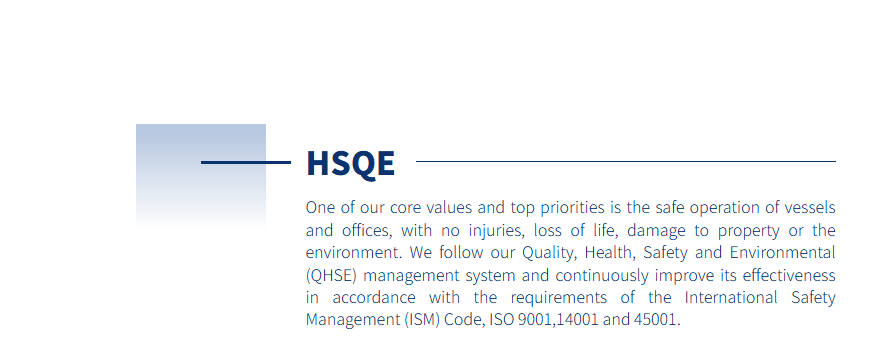 HSQE
One of our core values and top priorities is the safe operation of vessels
and offices, with no injuries, loss of life, damage to property or the
environment. We follow our Quality, Health, Safety and Environmental
(QHSE) management system and continuously improve its effectiveness
in accordance with the requirements of the International Safety
Management (ISM) Code, ISO 9001,14001 and 45001.